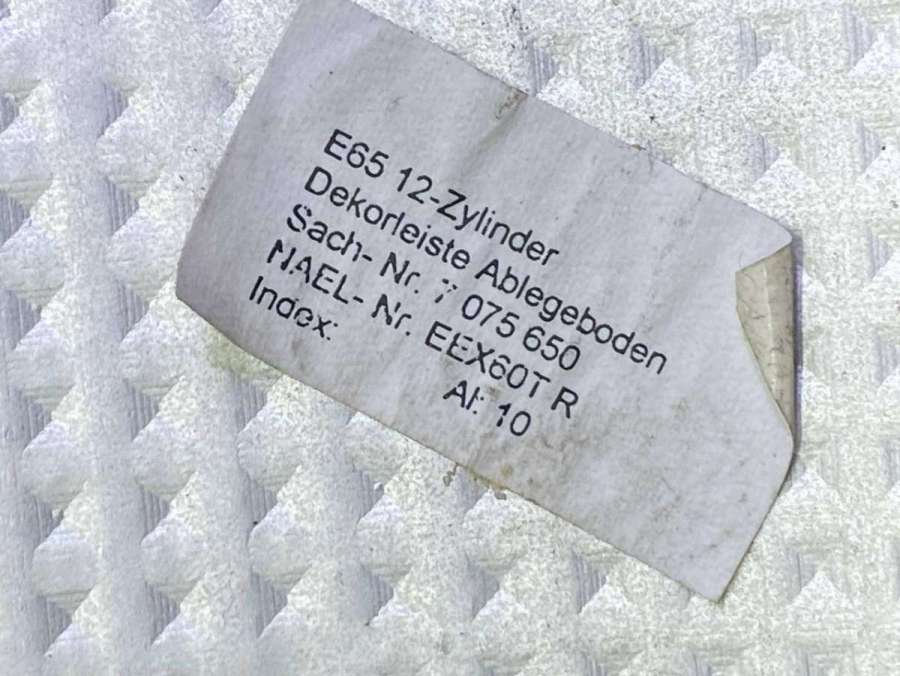 E65 12-Zylinder
Dekorleiste Ablegeboden
Sach- Nr. 7 075 650
NAEL- Nr. EEX60T R
Index: AI: 10